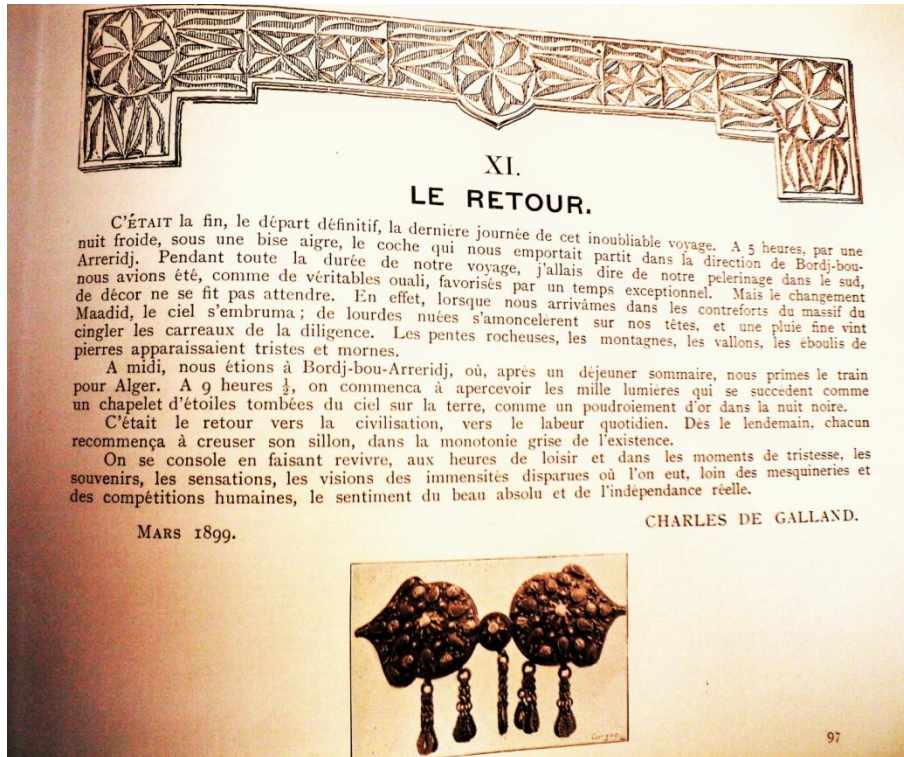 XI.
LE RETOUR.
C'ÉTAIT la fin, le départ définitif, la dernière journée de cet inoubliable voyage. A 5 heures, par une
nuit froide, sous une bise aigre, le coche qui nous emportait partit dans la direction de Bordj-bou-
Arreridj. Pendant toute la durée de notre voyage, j'allais dire de notre pelerinage dans le sud,
nous avions été, comme de véritables ouali, favorisés par un temps exceptionnel. Mais le changement
de décor ne se fit pas attendre. En effet, lorsque nous arrivâmes dans les contreforts du massif du
Maadid, le ciel s'embruma; de lourdes nuées s'amoncelèrent sur nos têtes, et une pluie fine vint
cingler les carreaux de la diligence. Les pentes rocheuses, les montagnes, les vallons, les éboulis de
pierres apparaissaient tristes et mornes.
A midi, nous étions à Bordj-bou-Arreridj, où, après un déjeuner sommaire, nous prîmes le train
pour Alger. A 9 heures ½, on commenca à apercevoir les mille lumières qui se succèdent comme
un chapelet d'étoiles tombées du ciel sur la terre, comme un poudroiement d'or dans la nuit noire.
C'était le retour vers la civilisation, vers le labeur quotidien. Dès le lendemain, chacun
recommença à creuser son sillon, dans la monotonie grise de l'existence.
On se console en faisant revivre, aux heures de loisir et dans les moments de tristesse, les
souvenirs, les sensations, les visions des immensités disparues où l'on eut, loin des mesquineries et
des compétitions humaines, le sentiment du beau absolu et de l'indépendance réelle.
CHARLES DE GALLAND.
MARS 1899.
97